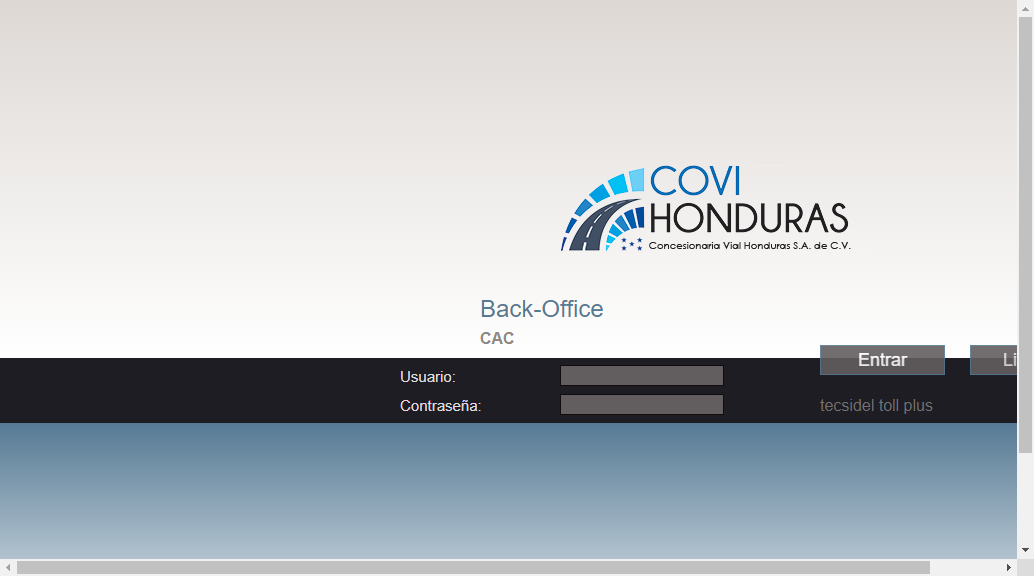 COVI
HONDURAS
Concesionaria Vial Honduras S.A. de C.V.
Back-Office
CAC
Entrar
Li
Usuario:
Contraseña:
tecsidel toll plus